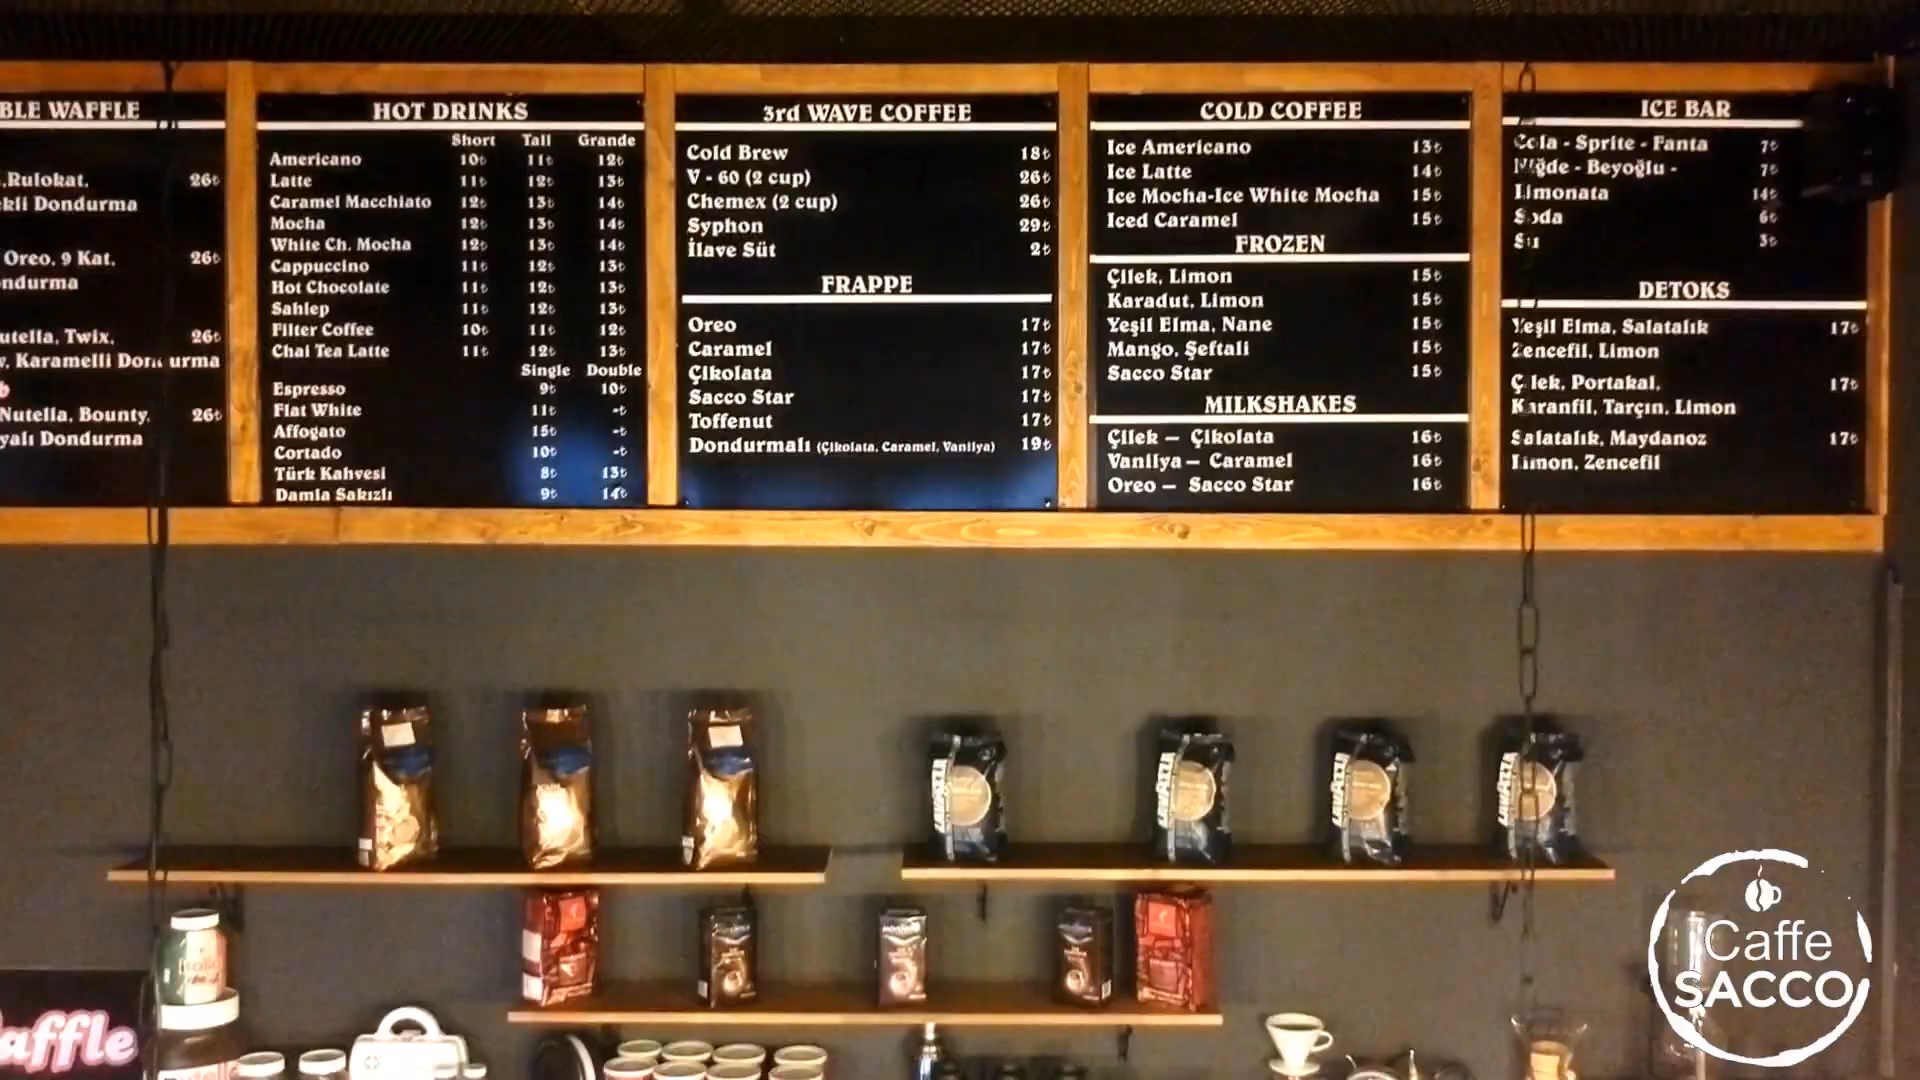 BLE WAFFLE
,Rulokat, 26₺
kli Dondurma
Oreo, 9 Kat, 26₺
ndurma
utella, Twix, 26₺
, Karamelli Dondurma
Nutella, Bounty, 26₺
yalı Dondurma
HOT DRINKS
Short Tall Grande
Americano 10₺ 11₺ 12₺
Latte 11₺ 12₺ 13₺
Caramel Macchiato 12₺ 13₺ 14₺
Mocha 12₺ 13₺ 14₺
White Ch. Mocha 12₺ 13₺ 14₺
Cappuccino 11₺ 12₺ 13₺
Hot Chocolate 11₺ 12₺ 13₺
Sahlep 11₺ 12₺ 13₺
Filter Coffee 10₺ 11₺ 12₺
Chai Tea Latte 11₺ 12₺ 13₺
Single Double
Espresso 9₺ 10₺
Flat White 11₺ -₺
Affogato 15₺ -₺
Cortado 10₺ -₺
Türk Kahvesi 8₺ 13₺
Damla Sakızlı 9₺ 14₺
3rd WAVE COFFEE
Cold Brew 18₺
V - 60 (2 cup) 26₺
Chemex (2 cup) 26₺
Syphon 29₺
İlave Süt 2₺
FRAPPE
Oreo 17₺
Caramel 17₺
Çikolata 17₺
Sacco Star 17₺
Toffenut 17₺
Dondurmalı (Çikolata, Caramel, Vanilya) 19₺
COLD COFFEE
Ice Americano 13₺
Ice Latte 14₺
Ice Mocha-Ice White Mocha 15₺
Iced Caramel 15₺
FROZEN
Çilek, Limon 15₺
Karadut, Limon 15₺
Yeşil Elma, Nane 15₺
Mango, Şeftali 15₺
Sacco Star 15₺
MILKSHAKES
Çilek – Çikolata 16₺
Vanilya – Caramel 16₺
Oreo – Sacco Star 16₺
ICE BAR
Cola - Sprite - Fanta 7₺
Niğde - Beyoğlu - 7₺
Limonata 14₺
Soda 6₺
Su 3₺
DETOKS
Yeşil Elma, Salatalık 17₺
Zencefil, Limon
Çilek, Portakal, 17₺
Karanfil, Tarçın, Limon
Salatalık, Maydanoz 17₺
Limon, Zencefil
LAVAZZA
LAVAZZA
LAVAZZA
LAVAZZA
affle
Caffe
SACCO